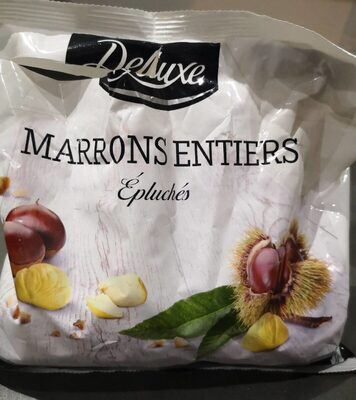 Deluxe
MARRONS ENTIERS
Épluchés